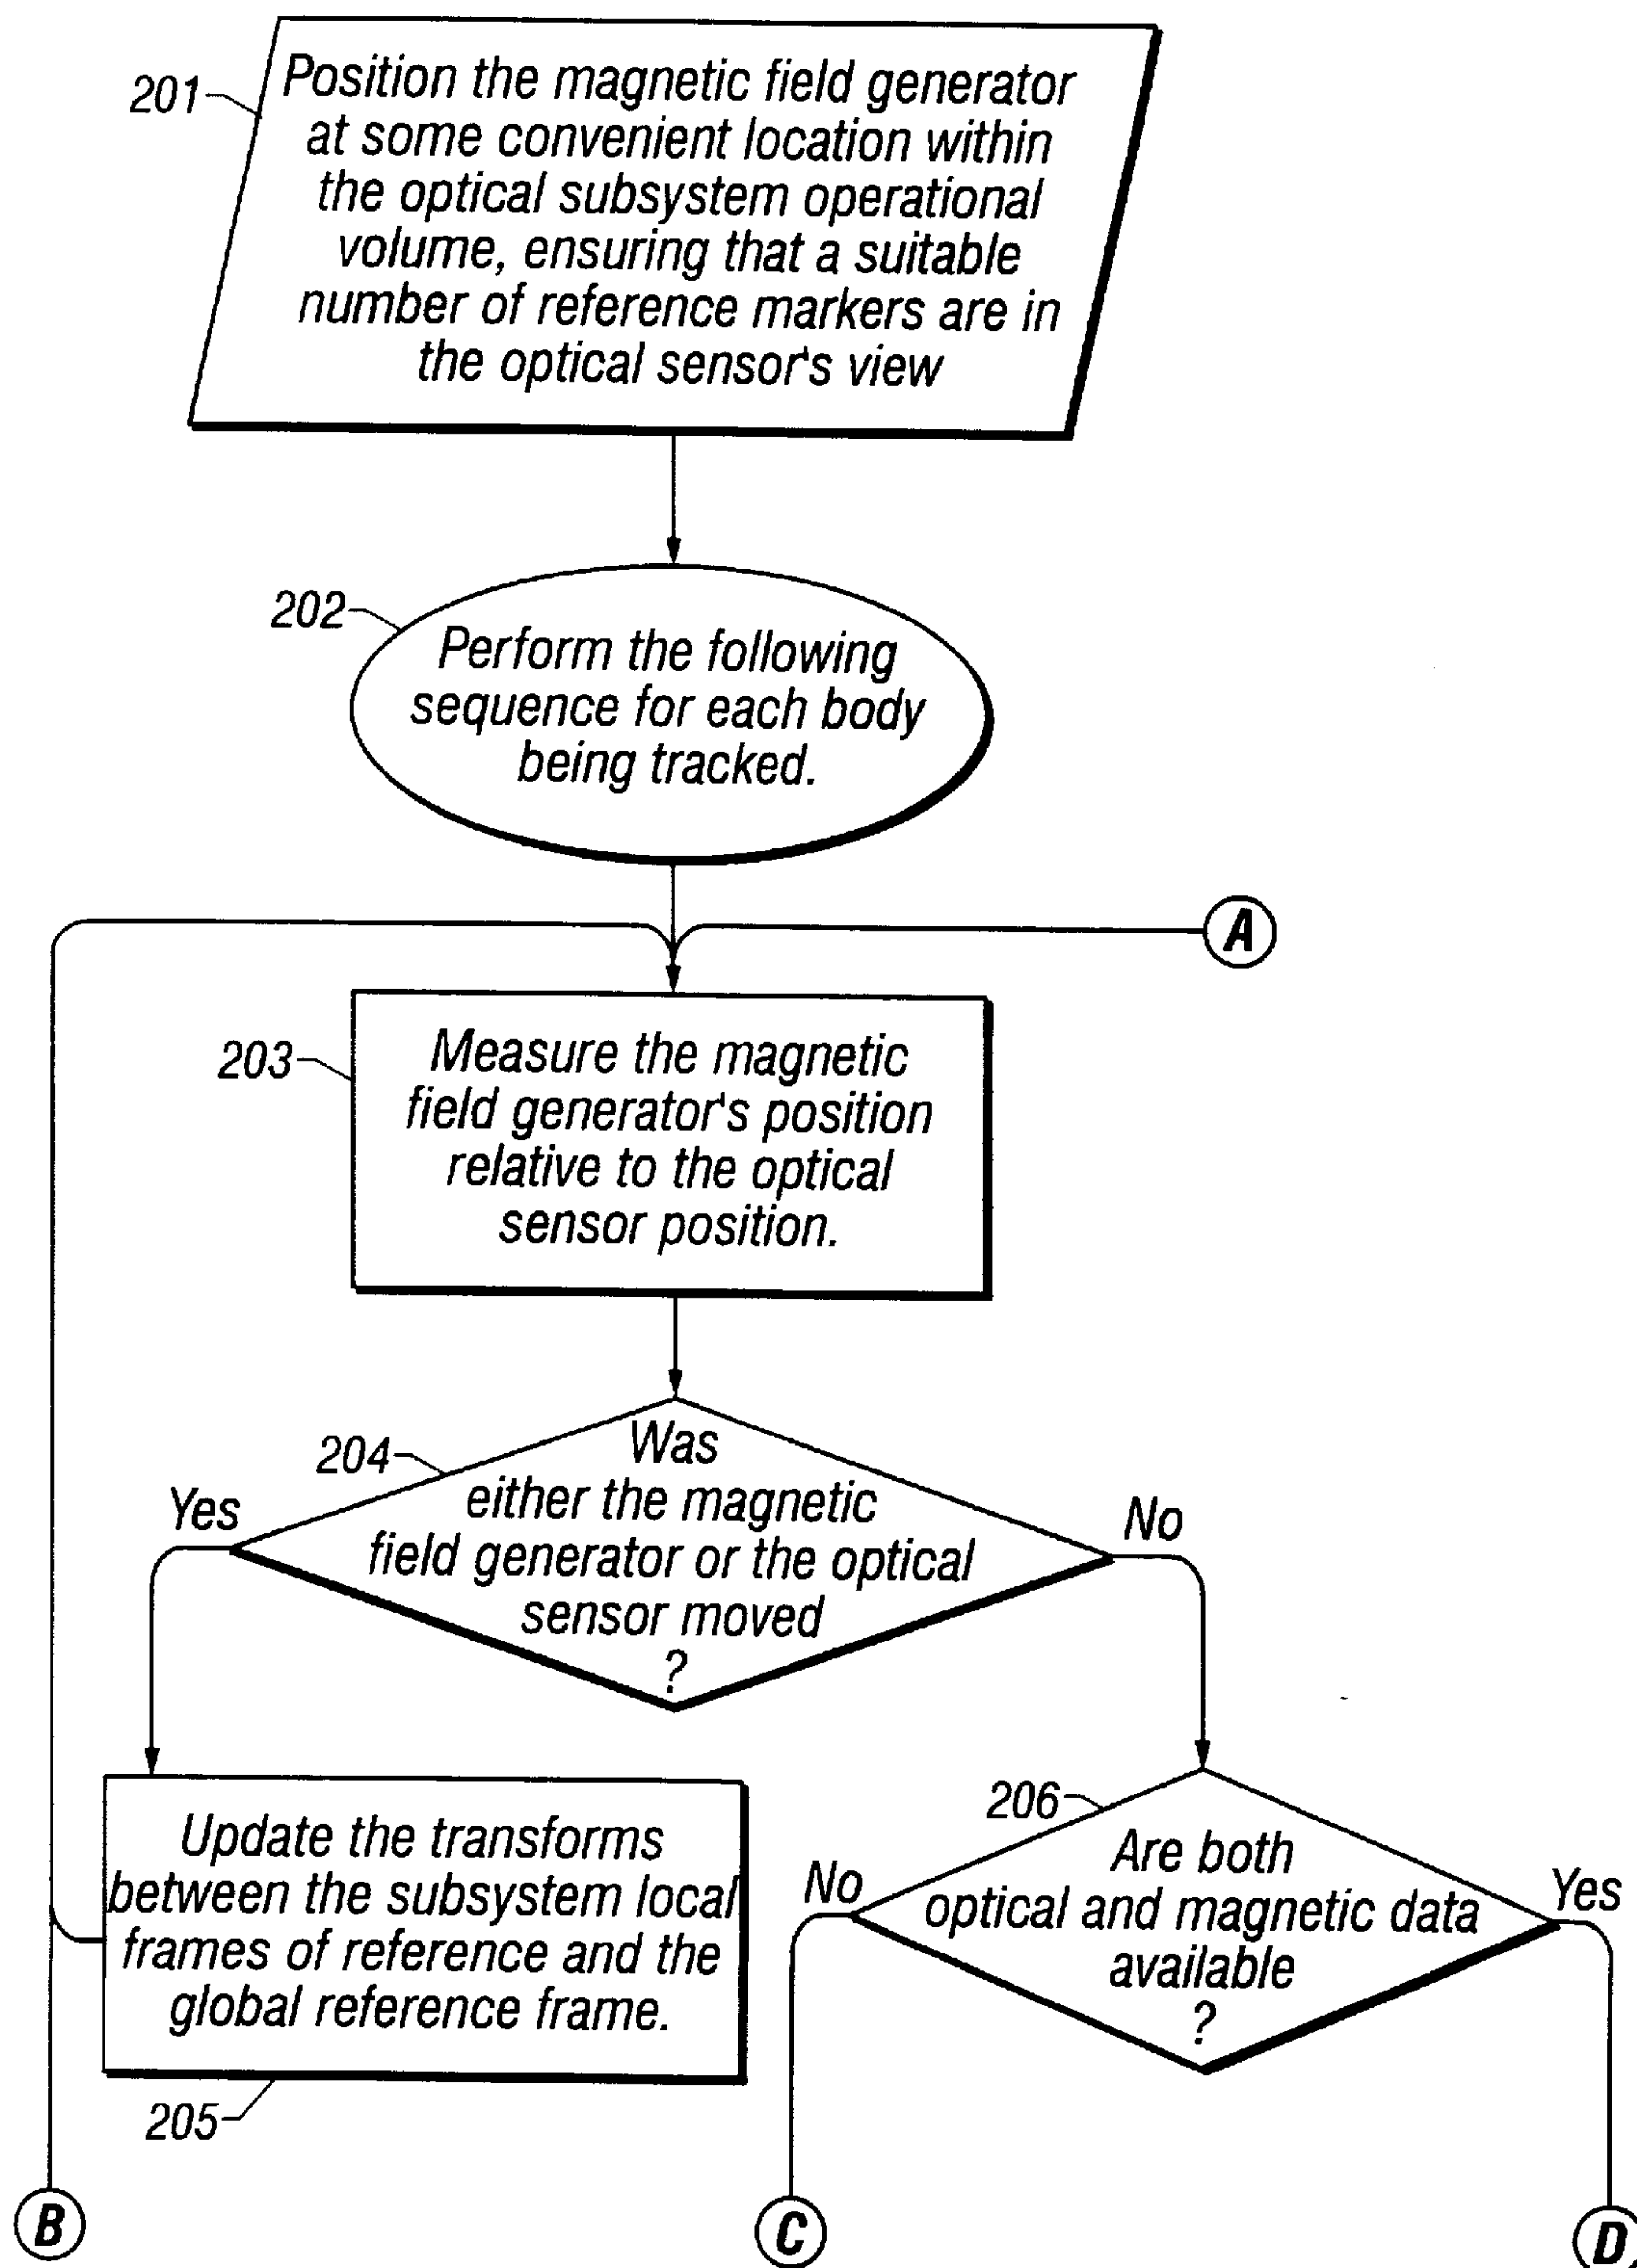 201
Position the magnetic field generator
at some convenient location within
the optical subsystem operational
volume, ensuring that a suitable
number of reference markers are in
the optical sensor's view
202
Perform the following
sequence for each body
being tracked.
A
203
Measure the magnetic
field generator's position
relative to the optical
sensor position.
204
Was
either the magnetic
field generator or the optical
sensor moved
?
Yes
No
Update the transforms
between the subsystem local
frames of reference and the
global reference frame.
205
206
Are both
optical and magnetic data
available
?
No
Yes
B
C
D